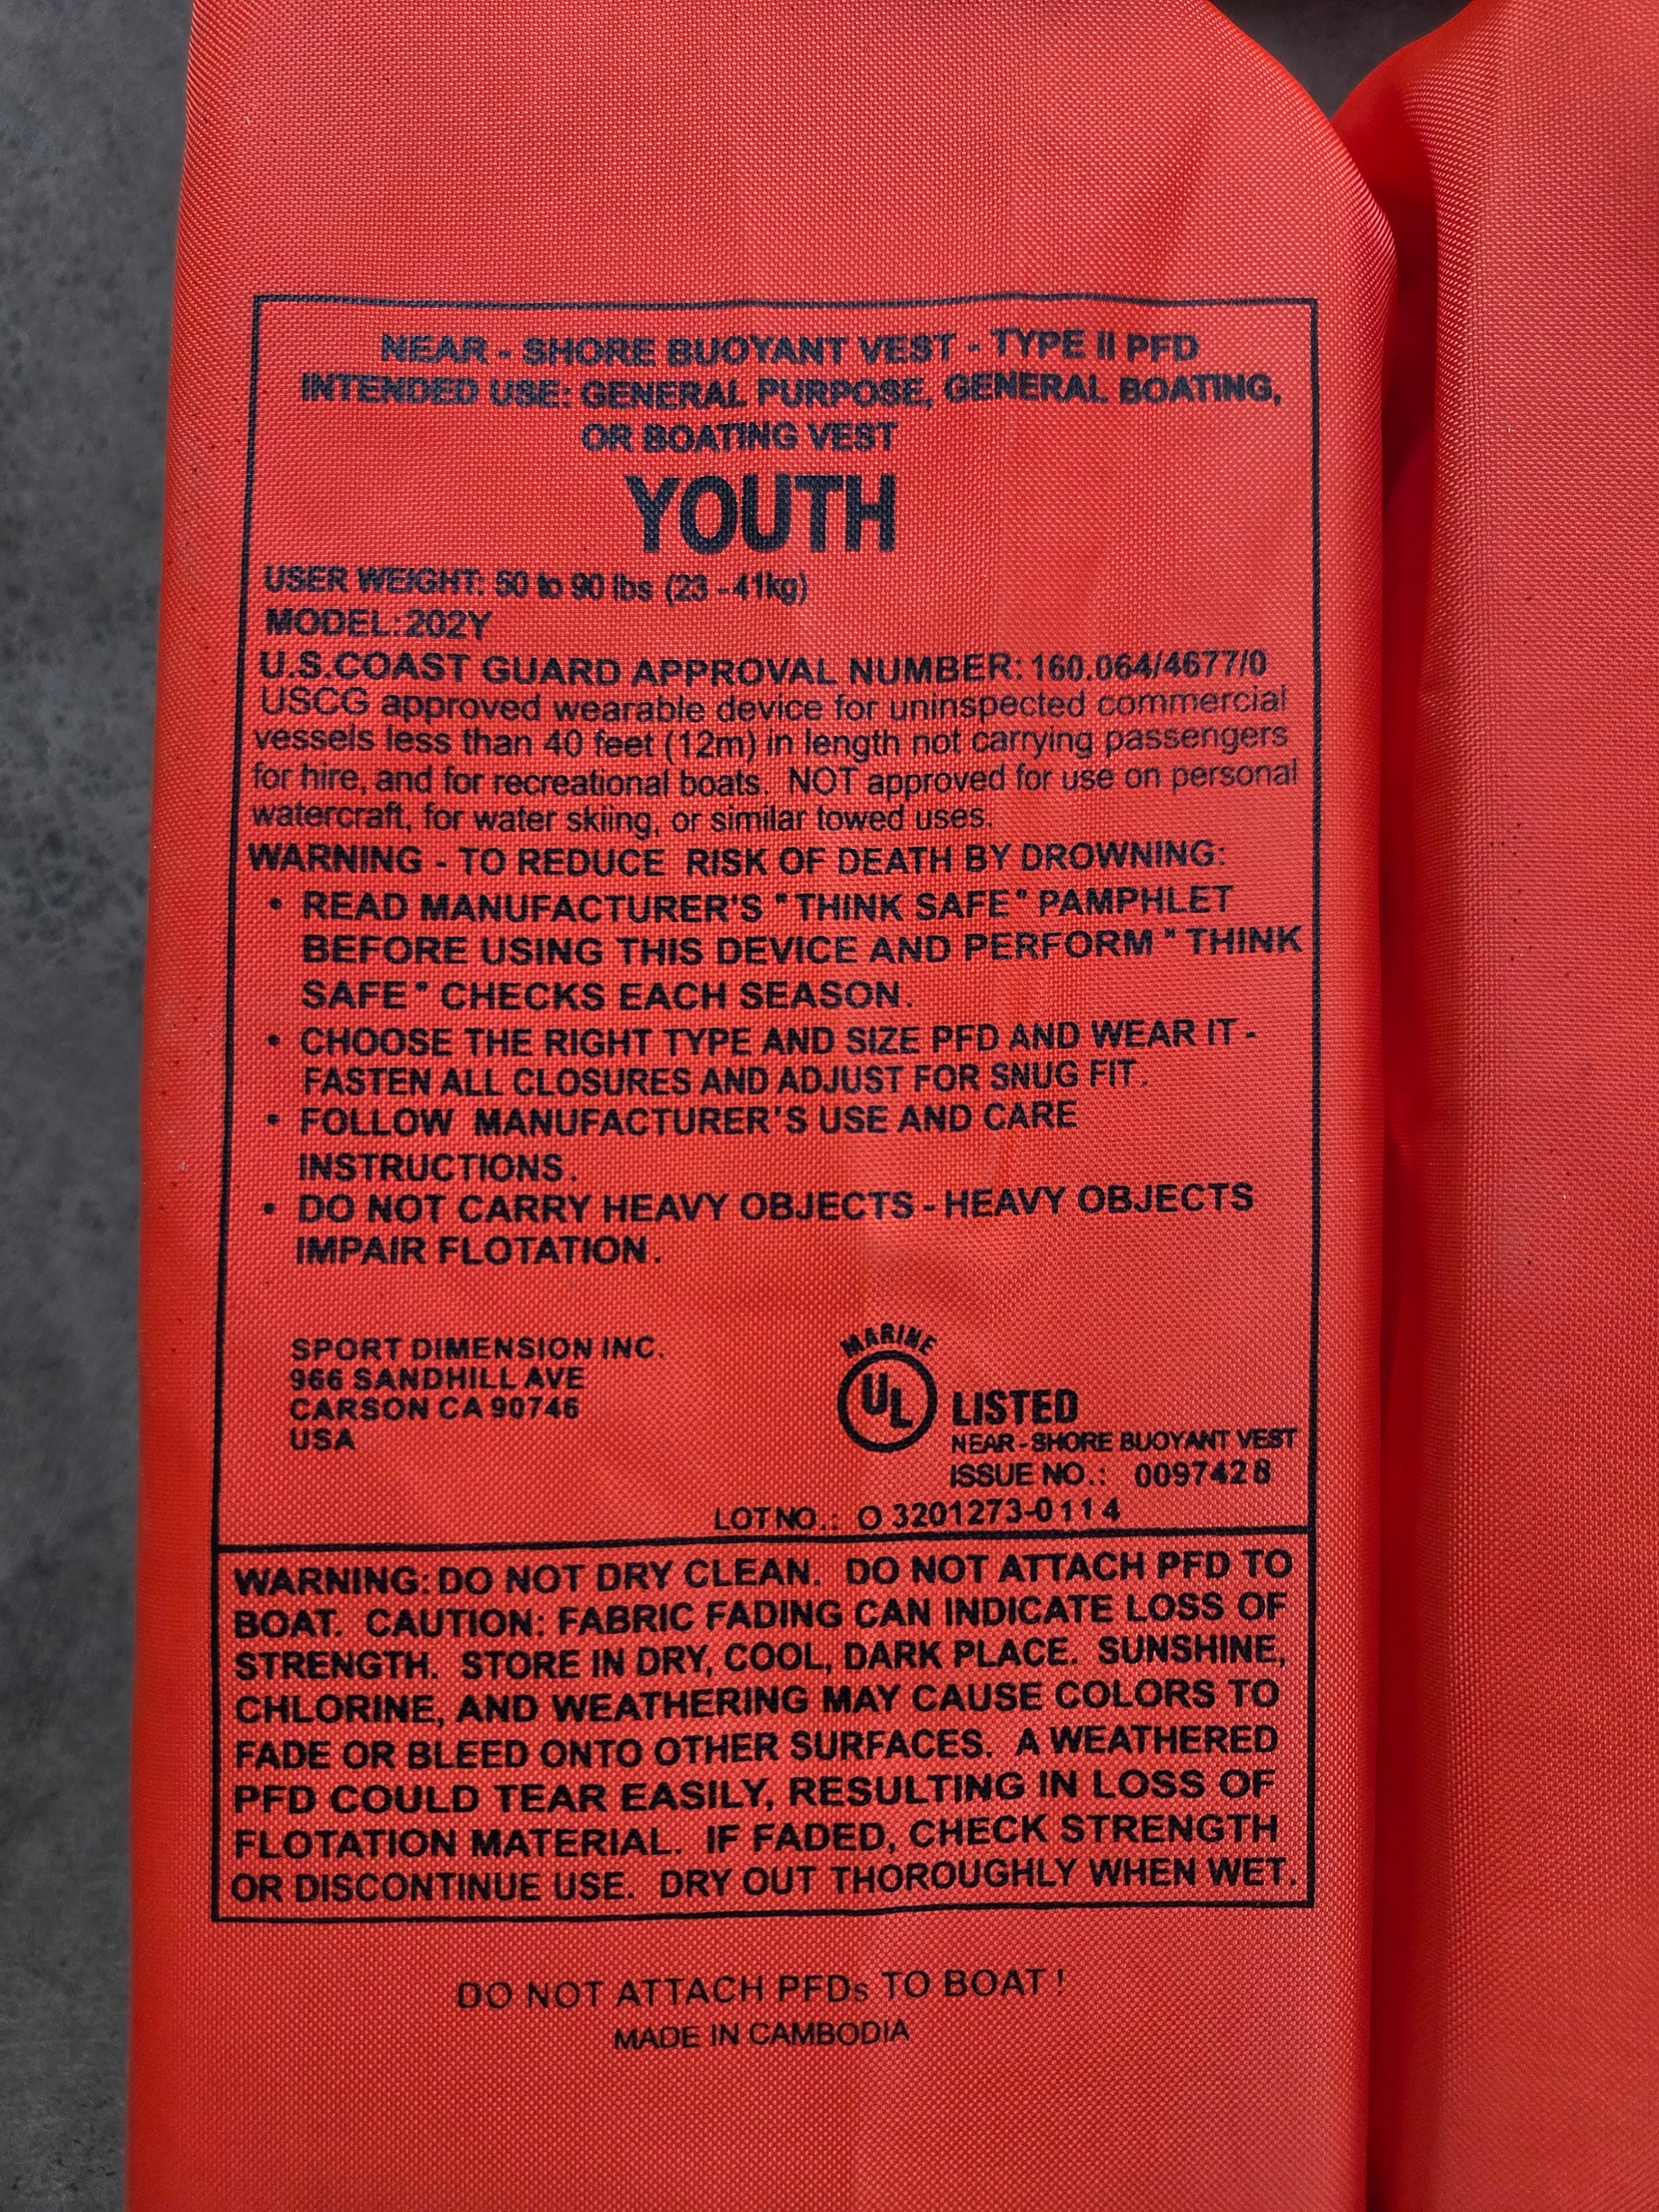 NEAR - SHORE BUOYANT VEST - TYPE II PFD
INTENDED USE: GENERAL PURPOSE, GENERAL BOATING,
OR BOATING VEST
YOUTH
USER WEIGHT: 50 to 90 lbs (23 - 41kg)
MODEL:202Y
U.S.COAST GUARD APPROVAL NUMBER: 160.064/4677/0
USCG approved wearable device for uninspected commercial
vessels less than 40 feet (12m) in length not carrying passengers
for hire, and for recreational boats. NOT approved for use on personal
watercraft, for water skiing, or similar towed uses.
WARNING - TO REDUCE RISK OF DEATH BY DROWNING:
• READ MANUFACTURER'S "THINK SAFE" PAMPHLET
BEFORE USING THIS DEVICE AND PERFORM "THINK
SAFE" CHECKS EACH SEASON.
• CHOOSE THE RIGHT TYPE AND SIZE PFD AND WEAR IT -
FASTEN ALL CLOSURES AND ADJUST FOR SNUG FIT.
• FOLLOW MANUFACTURER'S USE AND CARE
INSTRUCTIONS.
• DO NOT CARRY HEAVY OBJECTS - HEAVY OBJECTS
IMPAIR FLOTATION.
SPORT DIMENSION INC.
966 SANDHILL AVE
CARSON CA 90746
USA
MARINE
UL LISTED
NEAR - SHORE BUOYANT VEST
ISSUE NO.: 0097428
LOT NO.: O 3201273-0114
WARNING: DO NOT DRY CLEAN. DO NOT ATTACH PFD TO
BOAT. CAUTION: FABRIC FADING CAN INDICATE LOSS OF
STRENGTH. STORE IN DRY, COOL, DARK PLACE. SUNSHINE,
CHLORINE, AND WEATHERING MAY CAUSE COLORS TO
FADE OR BLEED ONTO OTHER SURFACES. A WEATHERED
PFD COULD TEAR EASILY, RESULTING IN LOSS OF
FLOTATION MATERIAL. IF FADED, CHECK STRENGTH
OR DISCONTINUE USE. DRY OUT THOROUGHLY WHEN WET.
DO NOT ATTACH PFDs TO BOAT !
MADE IN CAMBODIA